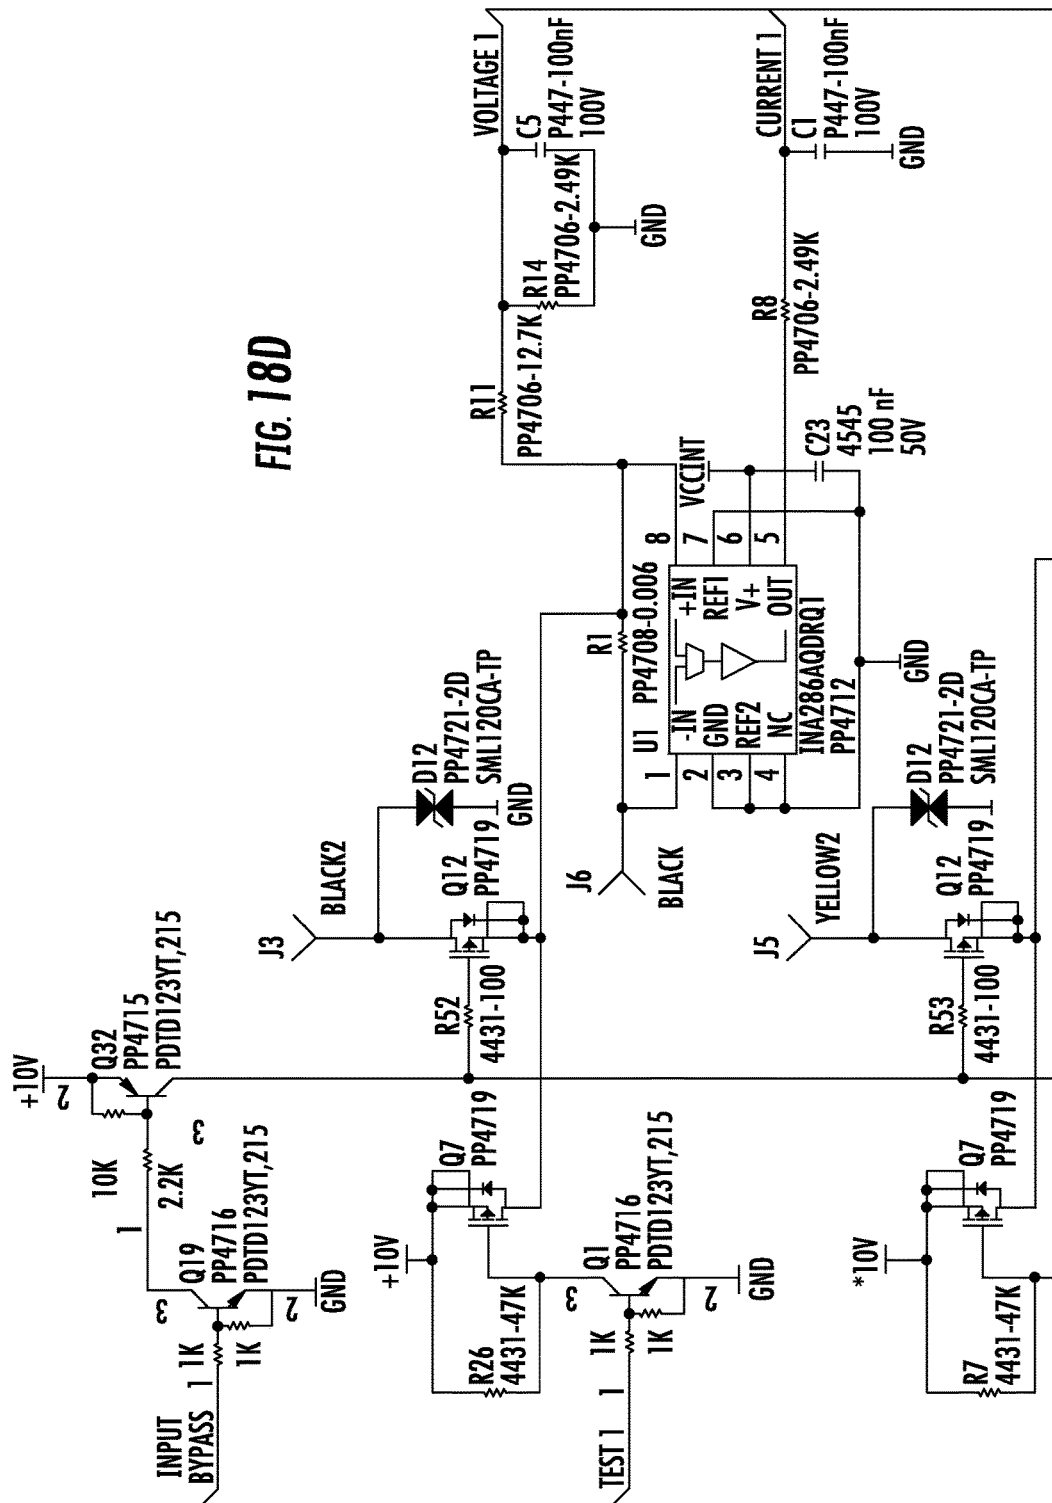 FIG. 18D
INPUT
BYPASS
1
1K
1K
3
Q19
PP4716
PDTD123YT,215
2
GND
1
10K
2.2K
3
+10V
2
Q32
PP4715
PDTD123YT,215
+10V
R26
4431-47K
Q7
PP4719
TEST 1
1
1K
1K
3
Q1
PP4716
PDTD123YT,215
2
GND
R52
4431-100
J3
BLACK2
Q12
PP4719
D12
PP4721-2D
SML120CA-TP
GND
J6
BLACK
R1
PP4708-0.006
U1
-IN
GND
REF2
NC
+IN
REF1
V+
OUT
1
2
3
4
8
7
6
5
INA286AQDRQ1
PP4712
GND
VCCINT
C23
4545
100 nF
50V
R11
PP4706-12.7K
R14
PP4706-2.49K
GND
C5
P447-100nF
100V
VOLTAGE 1
R8
PP4706-2.49K
C1
P447-100nF
100V
GND
CURRENT 1
*10V
R7
4431-47K
Q7
PP4719
R53
4431-100
J5
YELLOW2
Q12
PP4719
D12
PP4721-2D
SML120CA-TP